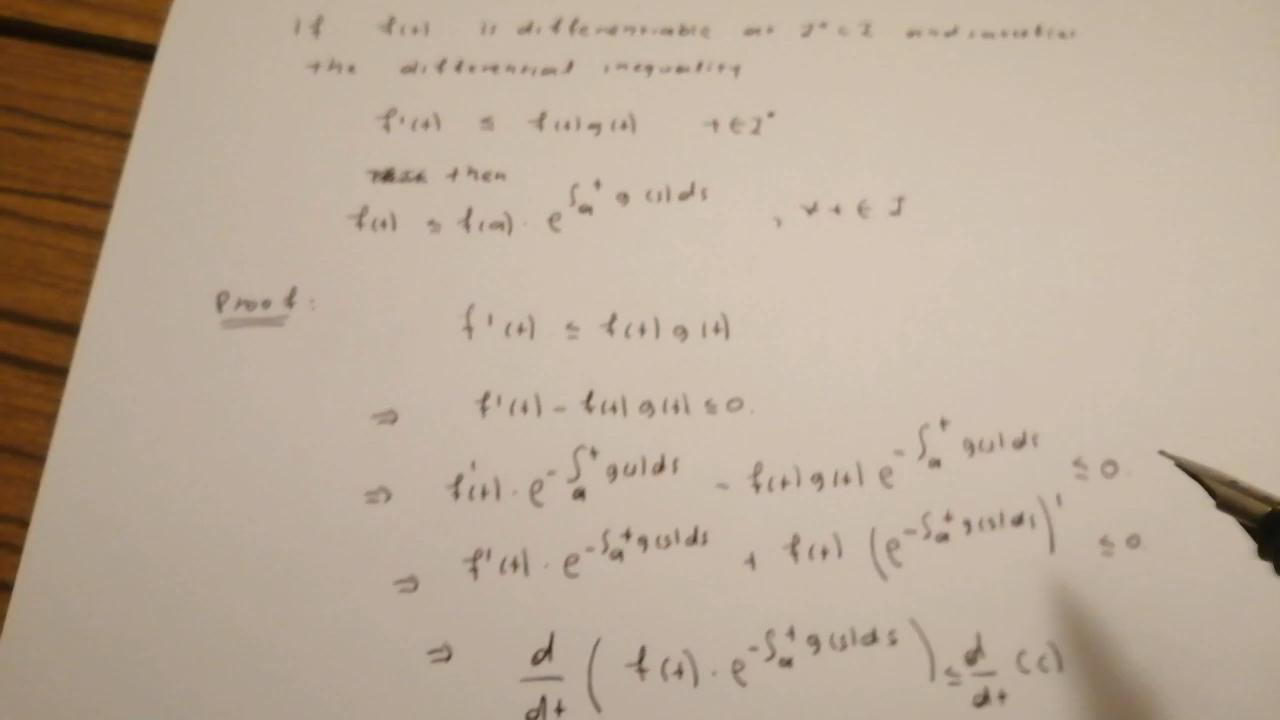 if f(t) is differentiable at I° ⊂ I and satisfies
the differential inequality
f'(t) ≤ f(t) g(t) t ∈ I°
then
f(t) ≤ f(a) · e^{∫_a^t g(s) ds} , ∀ t ∈ I
Proof:
f'(t) ≤ f(t) g(t)
⇒ f'(t) - f(t) g(t) ≤ 0.
⇒ f'(t) · e^{-∫_a^t g(s) ds} - f(t) g(t) e^{-∫_a^t g(s) ds} ≤ 0.
⇒ f'(t) · e^{-∫_a^t g(s) ds} + f(t) (e^{-∫_a^t g(s) ds})' ≤ 0
⇒ d/dt ( f(t) · e^{-∫_a^t g(s) ds} ) ≤ d/dt (c)